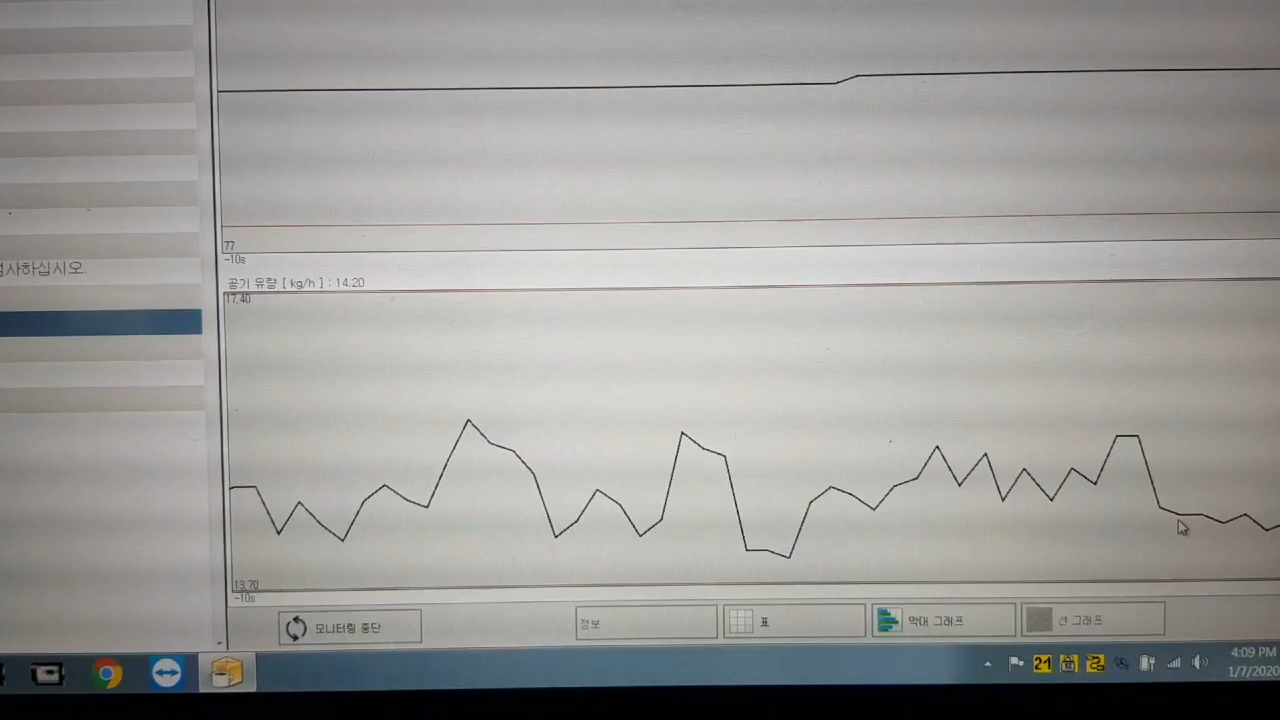 77
-10s
사하십시오.
공기 유량 [ kg/h ] : 14.20
17.40
13.70
-10s
모니터링 중단
정보
표
막대 그래프
선 그래프
21
4:09 PM
1/7/2020